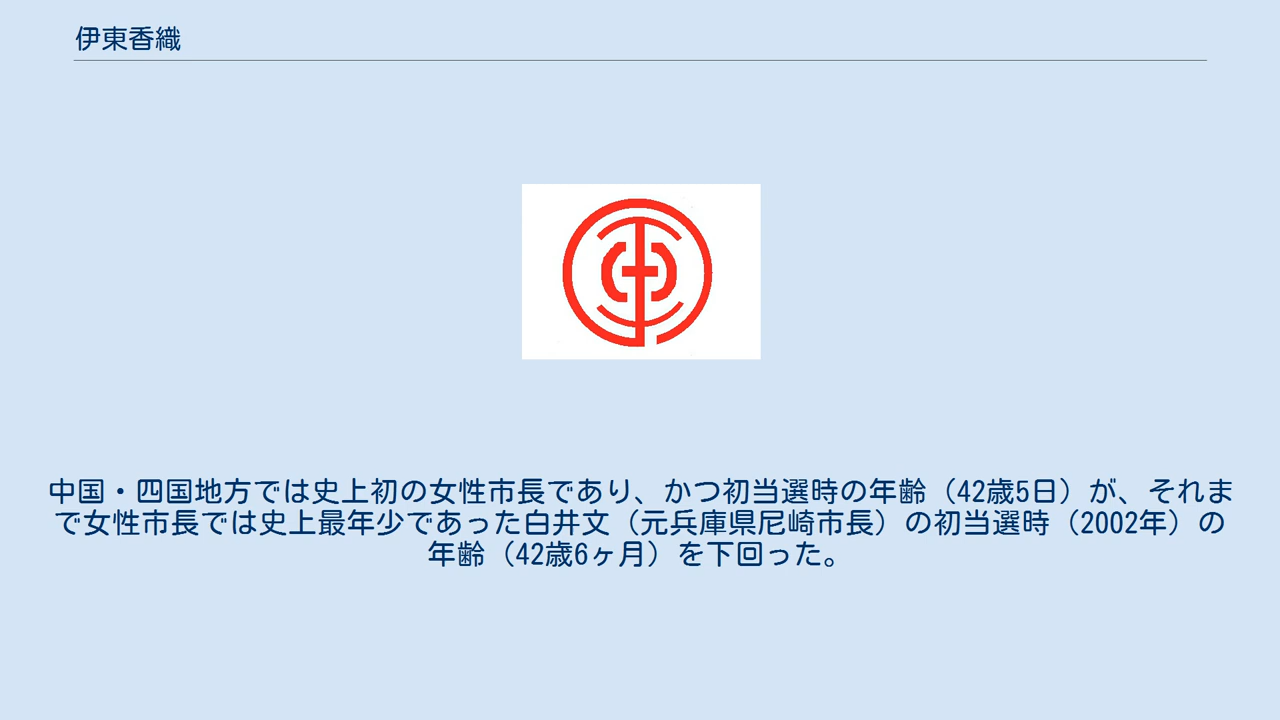 伊東香織
中国・四国地方では史上初の女性市長であり、かつ初当選時の年齢（42歳5日）が、それま
で女性市長では史上最年少であった白井文（元兵庫県尼崎市長）の初当選時（2002年）の
年齢（42歳6ヶ月）を下回った。